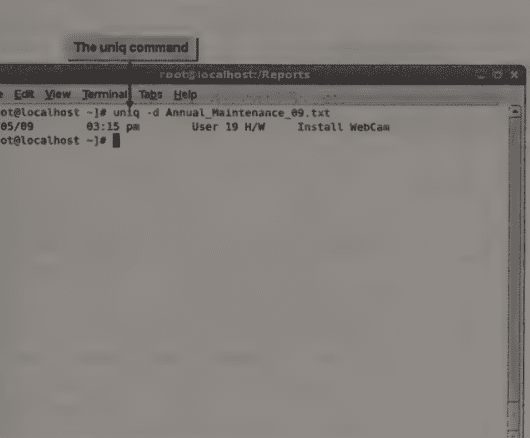 The uniq command
root@localhost:/Reports
e Edit View Terminal Tabs Help
ot@localhost ~]# uniq -d Annual_Maintenance_09.txt
05/09 03:15 pm User 19 H/W Install WebCam
ot@localhost ~]#